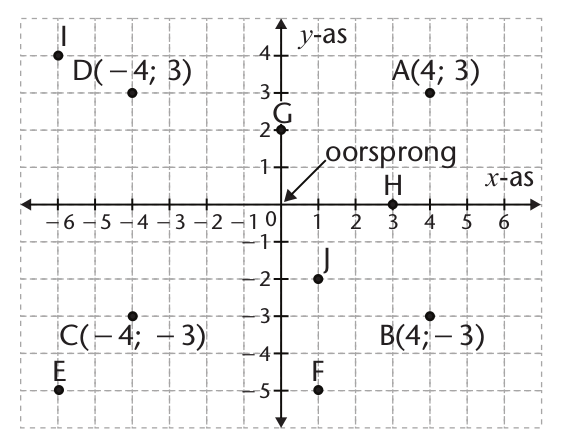 I
y-as
4
D(−4; 3)
A(4; 3)
3
G
2
1
oorsprong
H
x-as
−6 −5 −4 −3 −2 −1 0 1 2 3 4 5 6
−1
J
−2
−3
C(−4; −3)
B(4;−3)
−4
E
F
−5